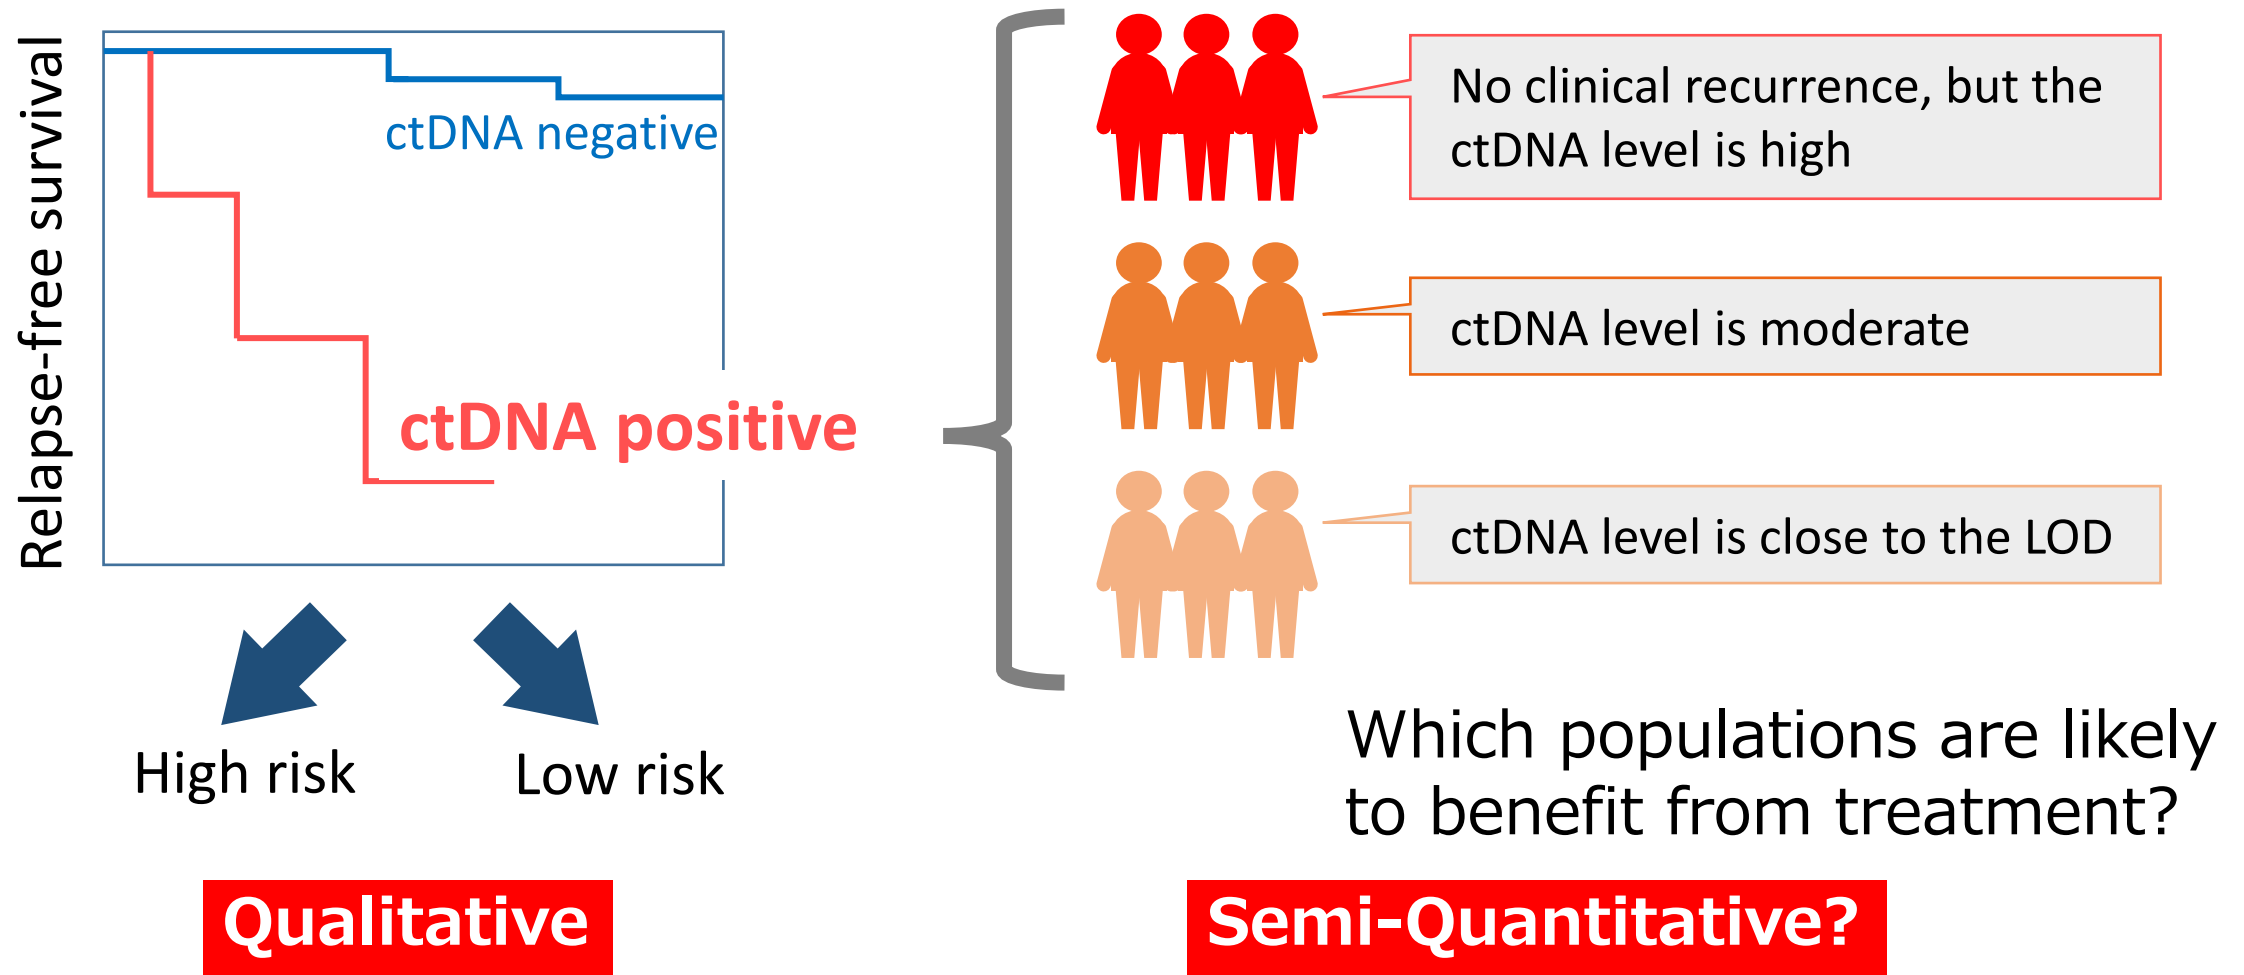 Relapse-free survival
ctDNA negative
ctDNA positive
High risk
Low risk
Qualitative
No clinical recurrence, but the
ctDNA level is high
ctDNA level is moderate
ctDNA level is close to the LOD
Which populations are likely
to benefit from treatment?
Semi-Quantitative?